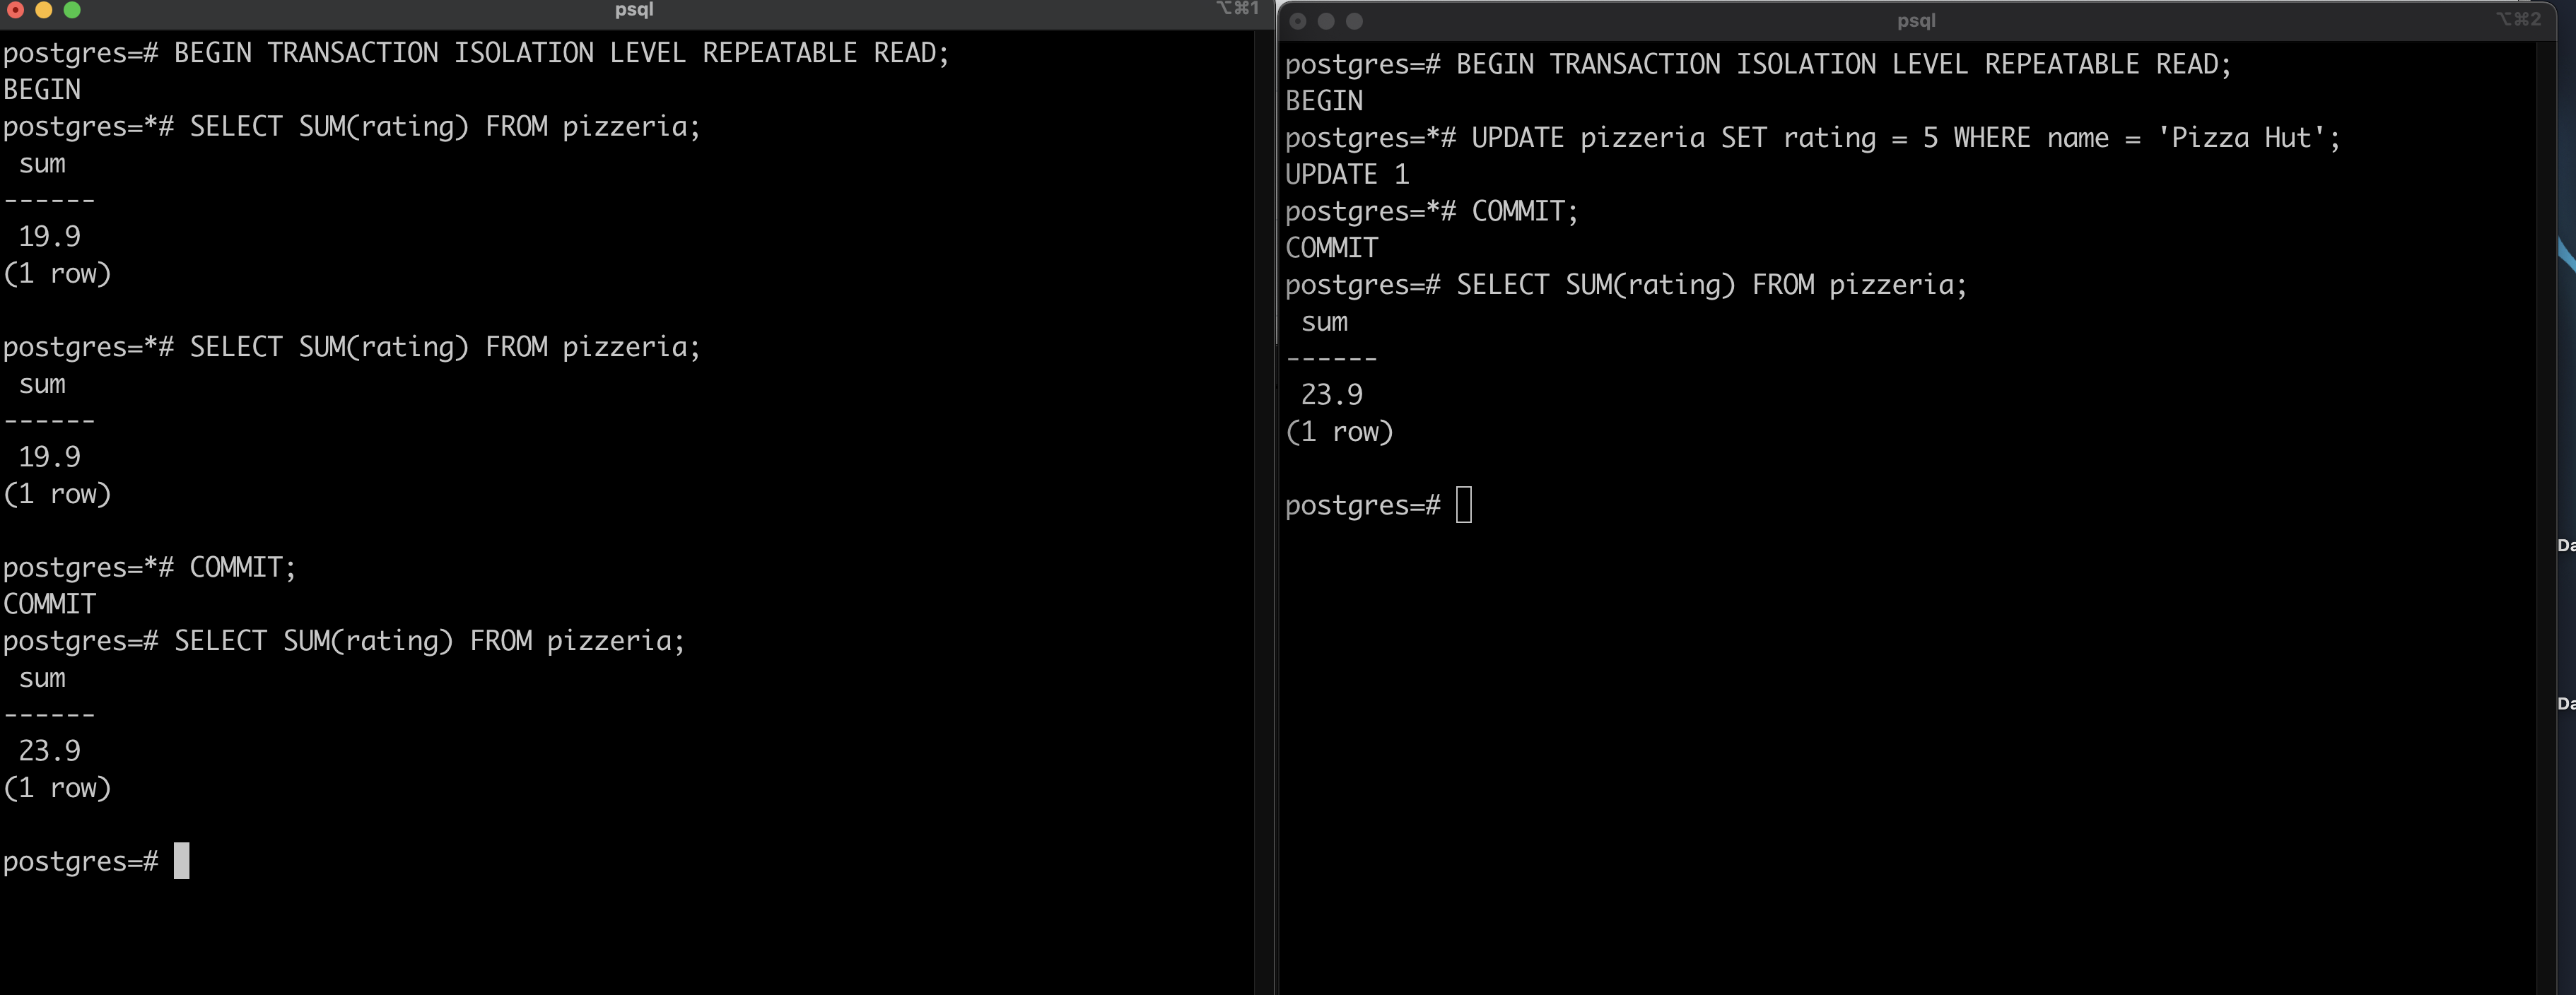 psql
⌥⌘1
postgres=# BEGIN TRANSACTION ISOLATION LEVEL REPEATABLE READ;
BEGIN
postgres=*# SELECT SUM(rating) FROM pizzeria;
 sum
------
 19.9
(1 row)

postgres=*# SELECT SUM(rating) FROM pizzeria;
 sum
------
 19.9
(1 row)

postgres=*# COMMIT;
COMMIT
postgres=# SELECT SUM(rating) FROM pizzeria;
 sum
------
 23.9
(1 row)

postgres=#
psql
⌥⌘2
postgres=# BEGIN TRANSACTION ISOLATION LEVEL REPEATABLE READ;
BEGIN
postgres=*# UPDATE pizzeria SET rating = 5 WHERE name = 'Pizza Hut';
UPDATE 1
postgres=*# COMMIT;
COMMIT
postgres=# SELECT SUM(rating) FROM pizzeria;
 sum
------
 23.9
(1 row)

postgres=#